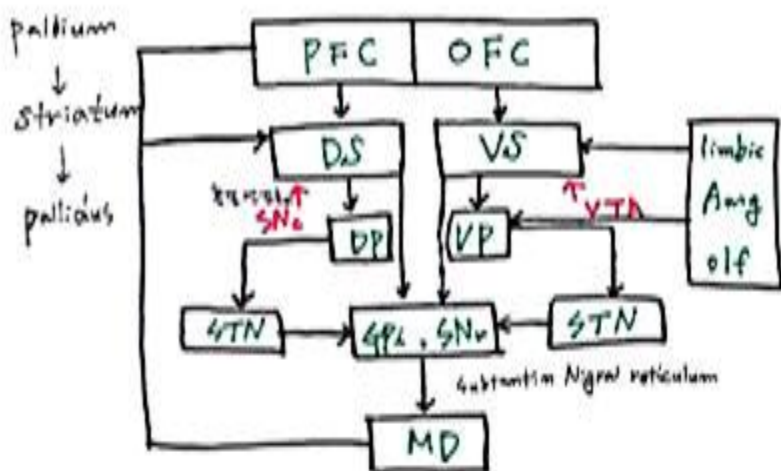 pallium
PFC OFC
striatum
DS VS
limbic
Amg
olf
SNc
VTA
pallidus
DP VP
STN
GPi, SNr
STN
Nigral reticulum
MD